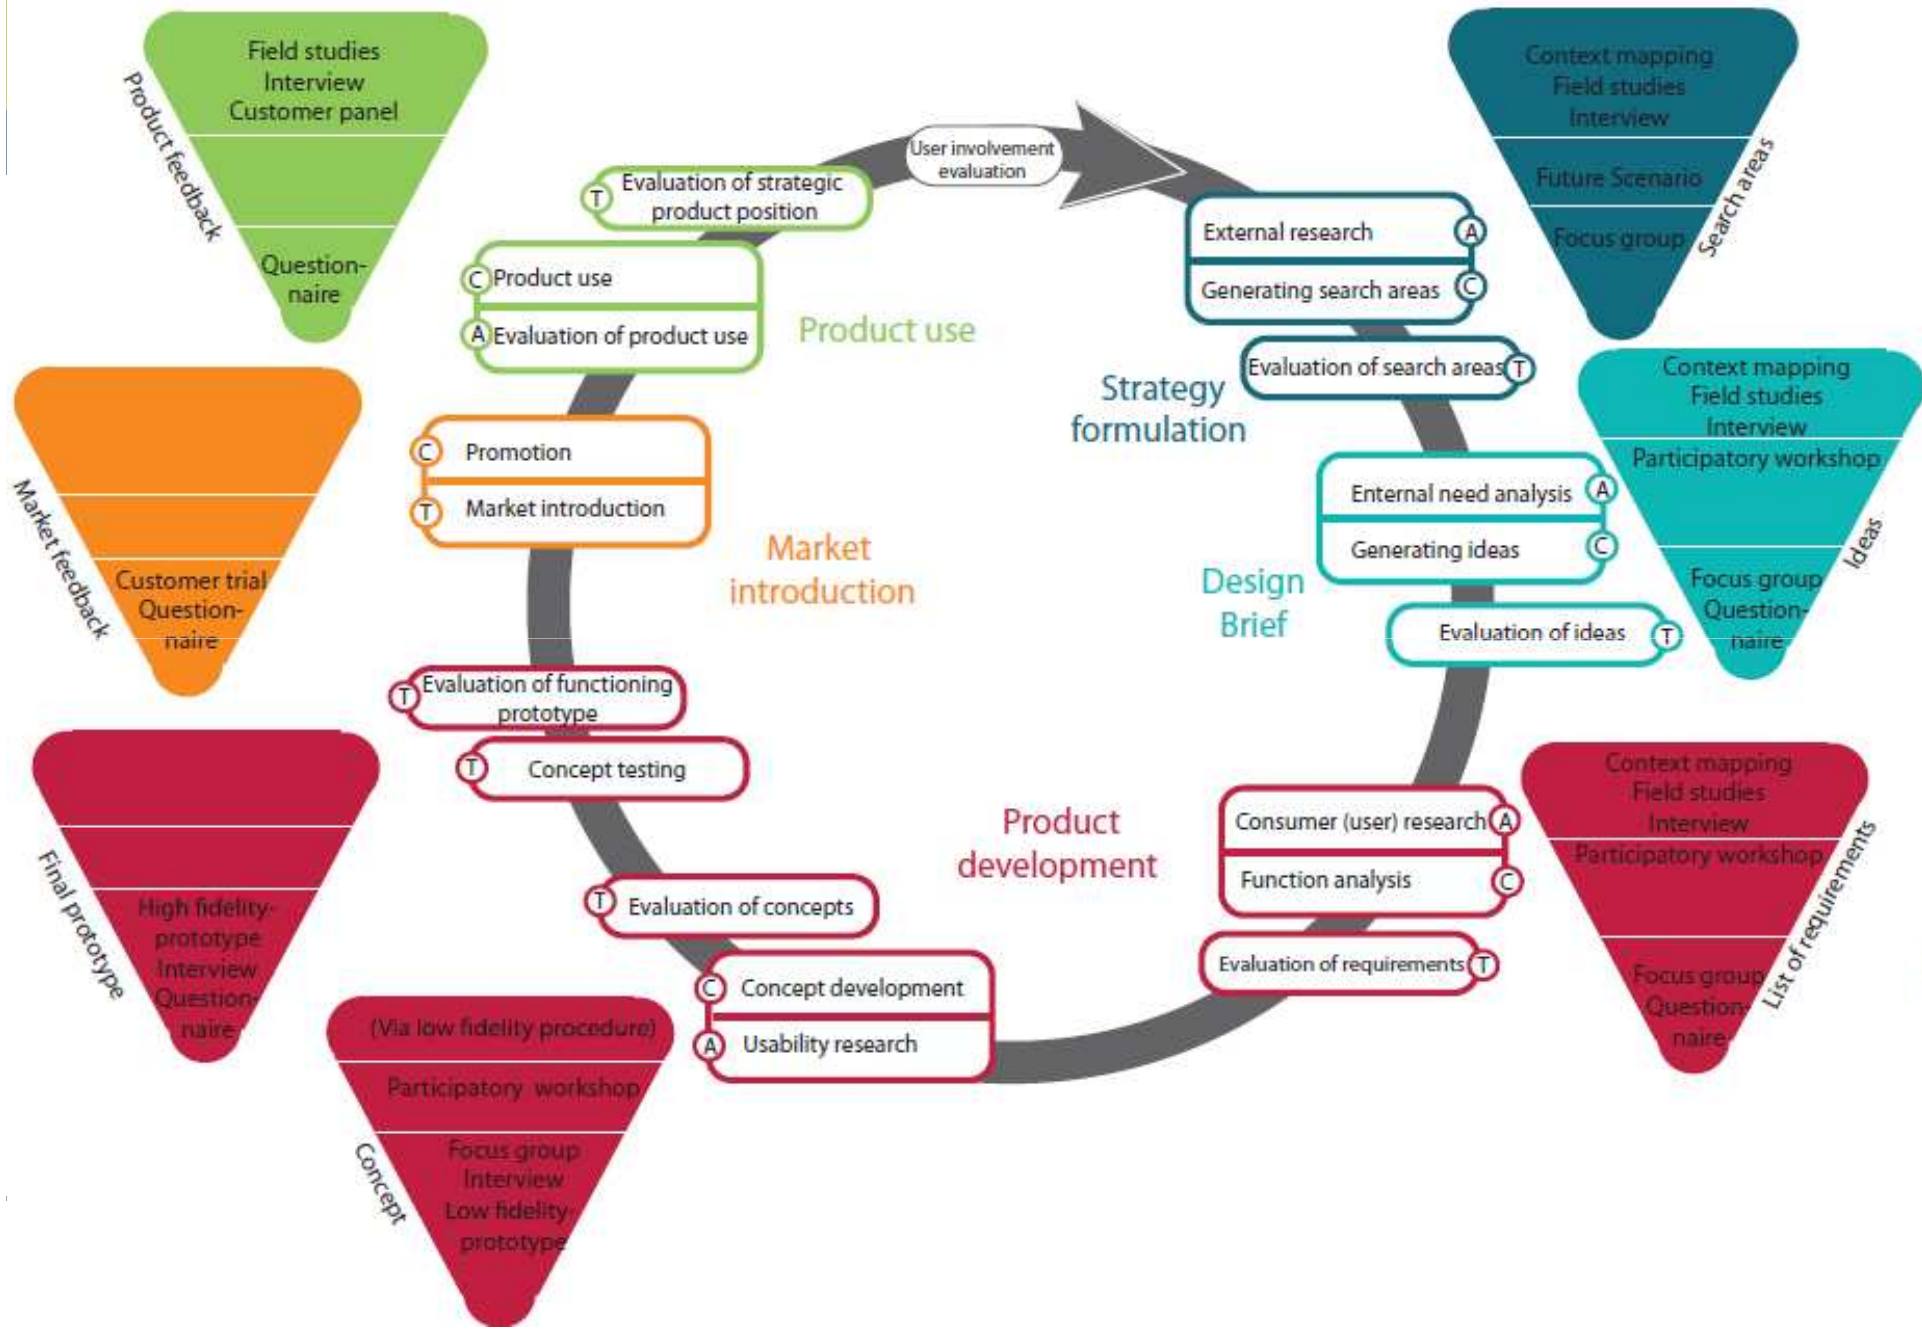 Field studies
Interview
Customer panel
Question-
naire
Product feedback
User involvement
evaluation
T
Evaluation of strategic
product position
C
Product use
A
Evaluation of product use
Product use
Context mapping
Field studies
Interview
Future Scenario
Focus group
Search areas
External research
A
Generating search areas
C
Evaluation of search areas
T
Strategy
formulation
Context mapping
Field studies
Interview
Participatory workshop
Focus group
Question-
naire
Ideas
Enternal need analysis
A
Generating ideas
C
Evaluation of ideas
T
Design
Brief
Customer trial
Question-
naire
Market feedback
C
Promotion
T
Market introduction
Market
introduction
T
Evaluation of functioning
prototype
T
Concept testing
High fidelity-
prototype
Interview
Question-
naire
Final prototype
Product
development
Consumer (user) research
A
Function analysis
C
Evaluation of requirements
T
Context mapping
Field studies
Interview
Participatory workshop
Focus group
Question-
naire
List of requirements
T
Evaluation of concepts
C
Concept development
A
Usability research
(Via low fidelity procedure)
Participatory workshop
Focus group
Interview
Low fidelity-
prototype
Concept